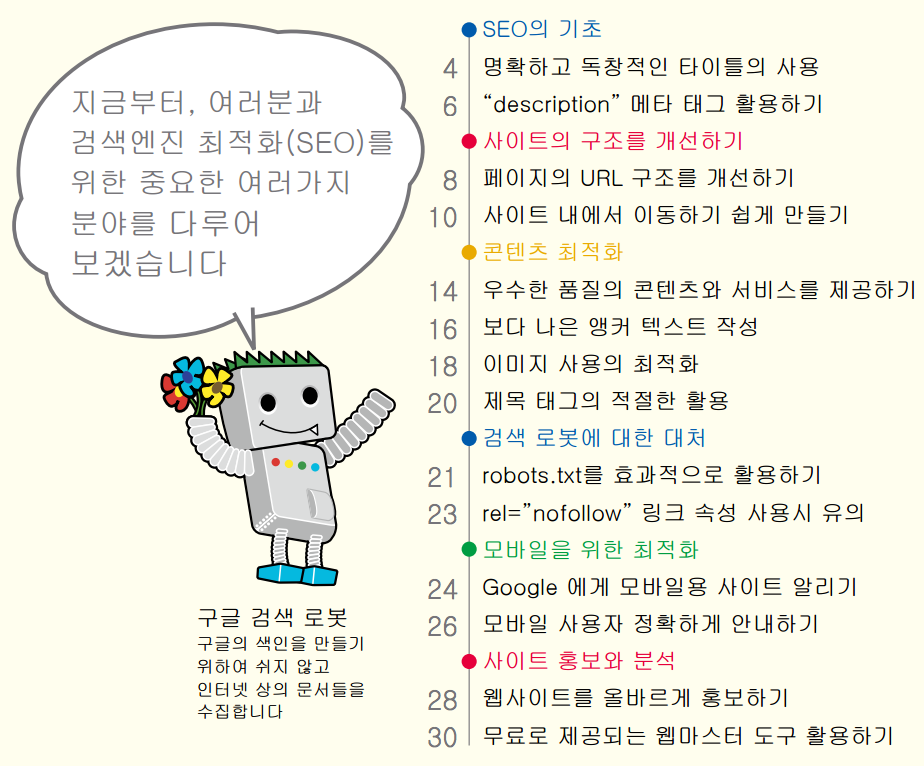 지금부터, 여러분과
검색엔진 최적화(SEO)를
위한 중요한 여러가지
분야를 다루어
보겠습니다
구글 검색 로봇
구글의 색인을 만들기
위하여 쉬지 않고
인터넷 상의 문서들을
수집합니다
SEO의 기초
4 명확하고 독창적인 타이틀의 사용
6 “description” 메타 태그 활용하기
사이트의 구조를 개선하기
8 페이지의 URL 구조를 개선하기
10 사이트 내에서 이동하기 쉽게 만들기
콘텐츠 최적화
14 우수한 품질의 콘텐츠와 서비스를 제공하기
16 보다 나은 앵커 텍스트 작성
18 이미지 사용의 최적화
20 제목 태그의 적절한 활용
검색 로봇에 대한 대처
21 robots.txt를 효과적으로 활용하기
23 rel=”nofollow” 링크 속성 사용시 유의
모바일을 위한 최적화
24 Google 에게 모바일용 사이트 알리기
26 모바일 사용자 정확하게 안내하기
사이트 홍보와 분석
28 웹사이트를 올바르게 홍보하기
30 무료로 제공되는 웹마스터 도구 활용하기